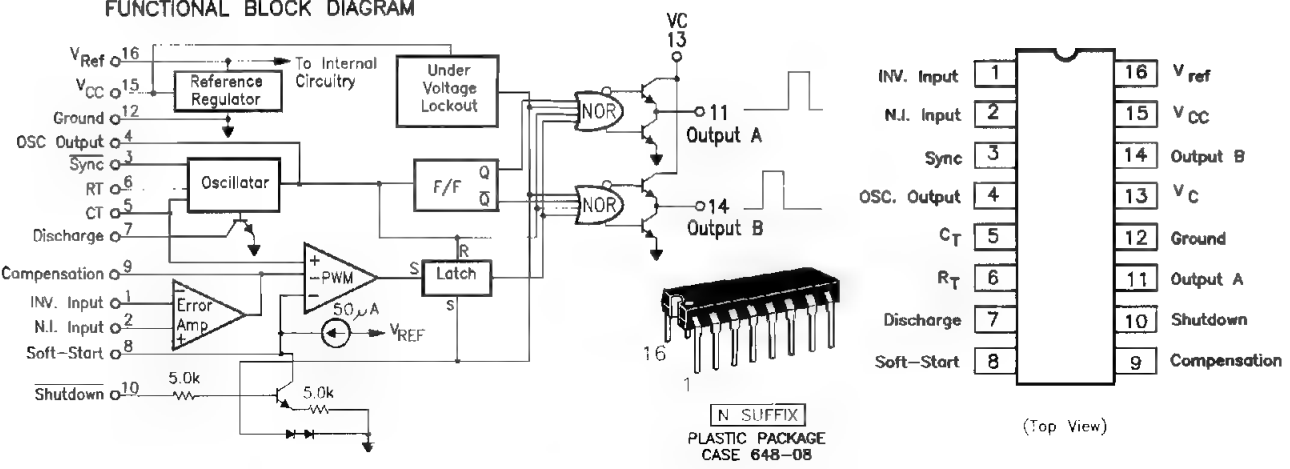 FUNCTIONAL BLOCK DIAGRAM
VRef 16
To Internal
Circuitry
VCC 15
Reference
Regulator
Under
Voltage
Lockout
Ground 12
OSC Output 4
Sync 3
RT 6
CT 5
Discharge 7
Oscillatar
F/F
Q
Q
VC
13
NOR
11
Output A
NOR
14
Output B
Compensation 9
+
−
−
PWM
S
R
Latch
S
INV. Input 1
N.I. Input 2
−
Error
Amp
+
50µA
VREF
Soft-Start 8
Shutdown 10
5.0k
5.0k
16
1
N SUFFIX
PLASTIC PACKAGE
CASE 648-08
INV. Input 1
16 Vref
N.I. Input 2
15 VCC
Sync 3
14 Output B
OSC. Output 4
13 VC
CT 5
12 Ground
RT 6
11 Output A
Discharge 7
10 Shutdown
Soft-Start 8
9 Compensation
(Top View)